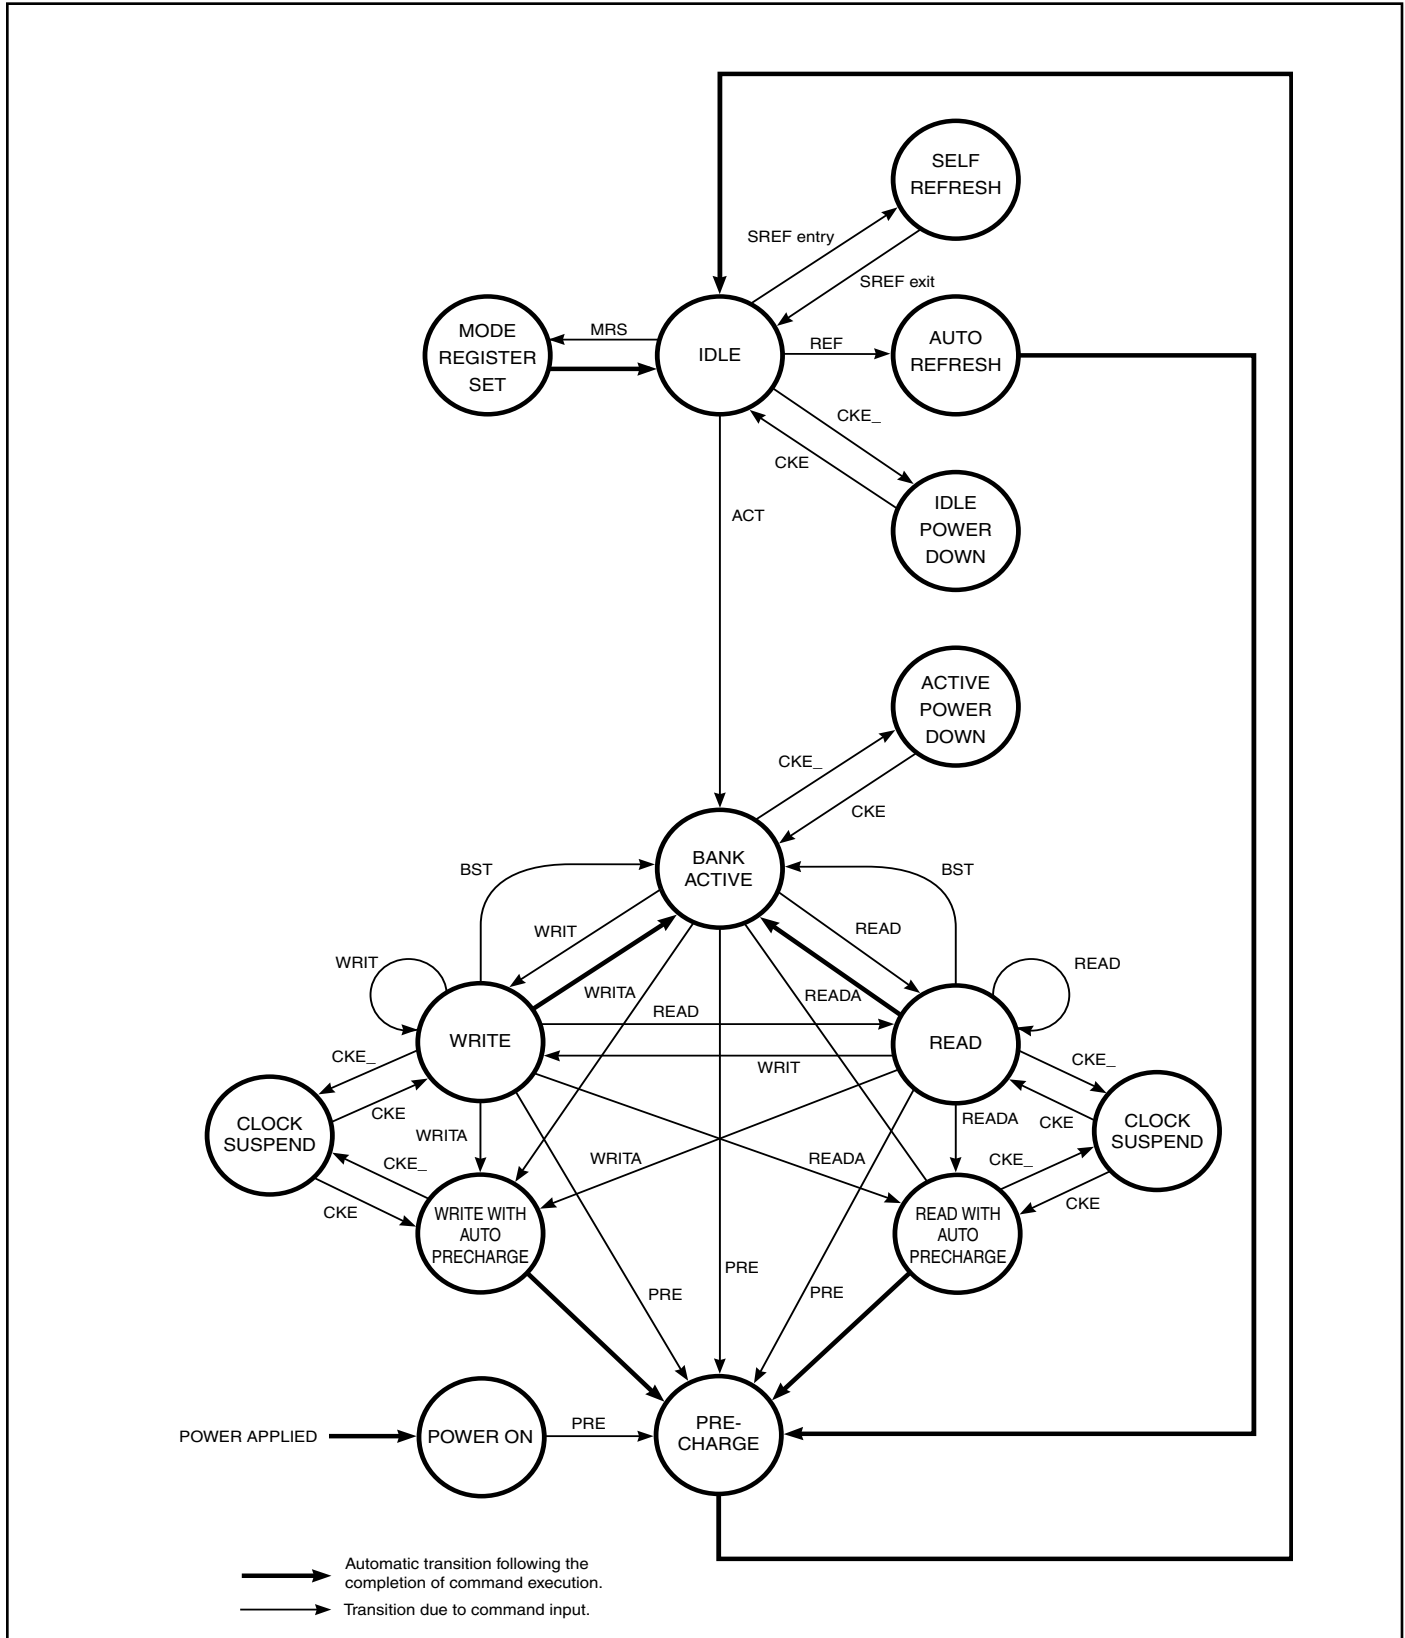 SELF
REFRESH
SREF entry
SREF exit
MODE
REGISTER
SET
MRS
IDLE
REF
AUTO
REFRESH
CKE_
CKE
IDLE
POWER
DOWN
ACT
ACTIVE
POWER
DOWN
CKE_
CKE
BANK
ACTIVE
BST
BST
WRIT
READ
WRIT
WRITA
READA
READ
READ
WRITE
READ
WRIT
CKE_
CKE
CKE_
CKE
CLOCK
SUSPEND
WRITA
READA
CLOCK
SUSPEND
CKE_
WRITA
READA
CKE_
CKE
CKE
WRITE WITH
AUTO
PRECHARGE
READ WITH
AUTO
PRECHARGE
PRE
PRE
PRE
POWER APPLIED
POWER ON
PRE
PRE-
CHARGE
Automatic transition following the
completion of command execution.
Transition due to command input.